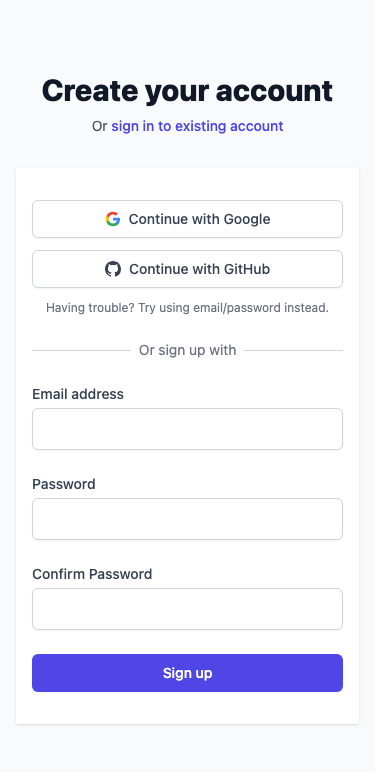 Create your account
Or sign in to existing account
Continue with Google
Continue with GitHub
Having trouble? Try using email/password instead.
Or sign up with
Email address
Password
Confirm Password
Sign up